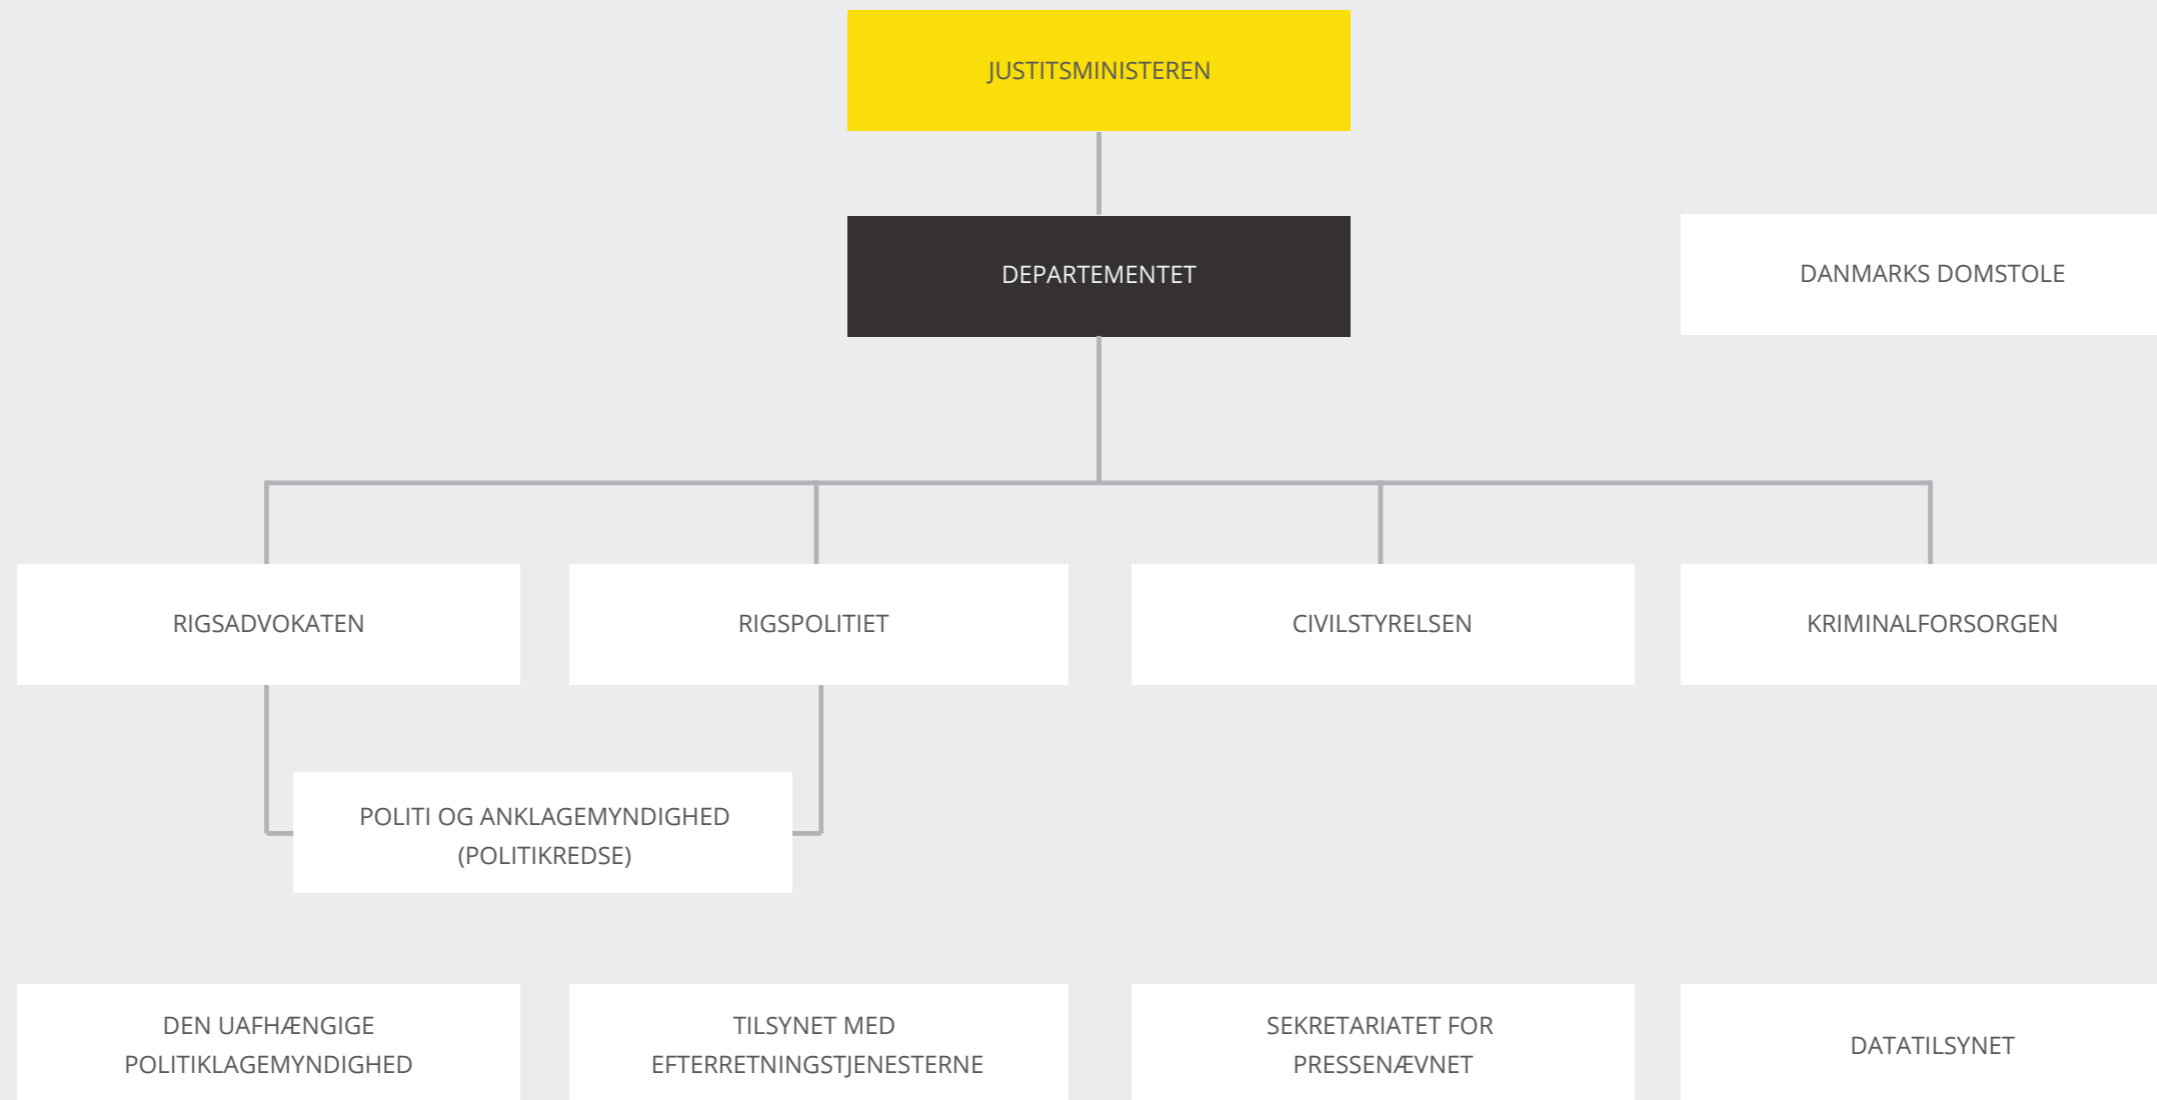 JUSTITSMINISTEREN
DEPARTEMENTET
DANMARKS DOMSTOLE
RIGSADVOKATEN
RIGSPOLITIET
CIVILSTYRELSEN
KRIMINALFORSORGEN
POLITI OG ANKLAGEMYNDIGHED
(POLITIKREDSE)
DEN UAFHÆNGIGE
POLITIKLAGEMYNDIGHED
TILSYNET MED
EFTERRETNINGSTJENESTERNE
SEKRETARIATET FOR
PRESSENÆVNET
DATATILSYNET